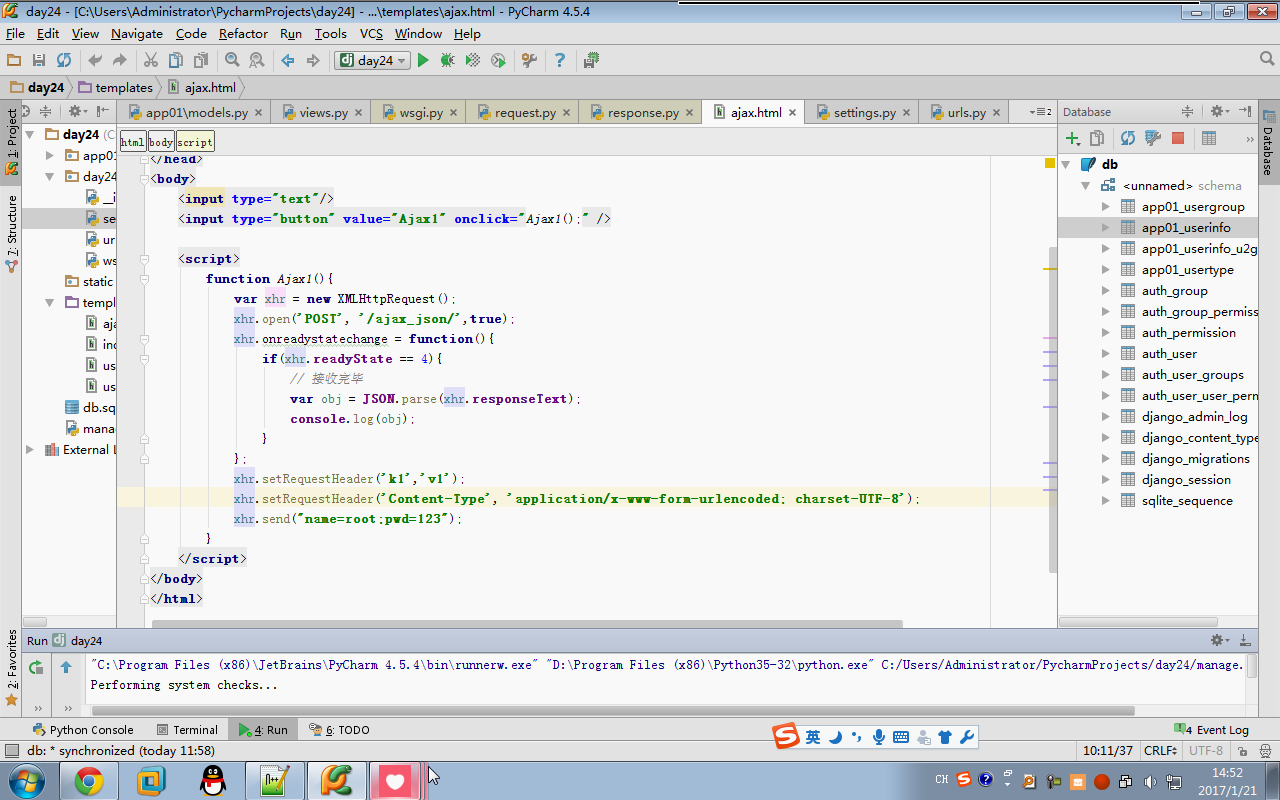 day24 - [C:\Users\Administrator\PycharmProjects\day24] - ...\templates\ajax.html - PyCharm 4.5.4
File Edit View Navigate Code Refactor Run Tools VCS Window Help
day24
day24 templates ajax.html
app01\models.py views.py wsgi.py request.py response.py ajax.html settings.py urls.py
Database
1: Project
7: Structure
2: Favorites
day24 (C
app01
day24
__i
se
ur
ws
static
templ
aja
inc
us
us
db.sq
mana
External L
html body script
</head>
<body>
<input type="text"/>
<input type="button" value="Ajax1" onclick="Ajax1();" />
<script>
function Ajax1(){
var xhr = new XMLHttpRequest();
xhr.open('POST', '/ajax_json/',true);
xhr.onreadystatechange = function(){
if(xhr.readyState == 4){
// 接收完毕
var obj = JSON.parse(xhr.responseText);
console.log(obj);
}
};
xhr.setRequestHeader('k1','v1');
xhr.setRequestHeader('Content-Type', 'application/x-www-form-urlencoded; charset-UTF-8');
xhr.send("name=root;pwd=123");
}
</script>
</body>
</html>
db
<unnamed> schema
app01_usergroup
app01_userinfo
app01_userinfo_u2g
app01_usertype
auth_group
auth_group_permiss
auth_permission
auth_user
auth_user_groups
auth_user_user_perm
django_admin_log
django_content_type
django_migrations
django_session
sqlite_sequence
Database
Run day24
"C:\Program Files (x86)\JetBrains\PyCharm 4.5.4\bin\runnerw.exe" "D:\Program Files (x86)\Python35-32\python.exe" C:/Users/Administrator/PycharmProjects/day24/manage.
Performing system checks...
Python Console Terminal 4: Run 6: TODO
英
4 Event Log
db: * synchronized (today 11:58)
10:11/37 CRLF UTF-8
CH
14:52
2017/1/21